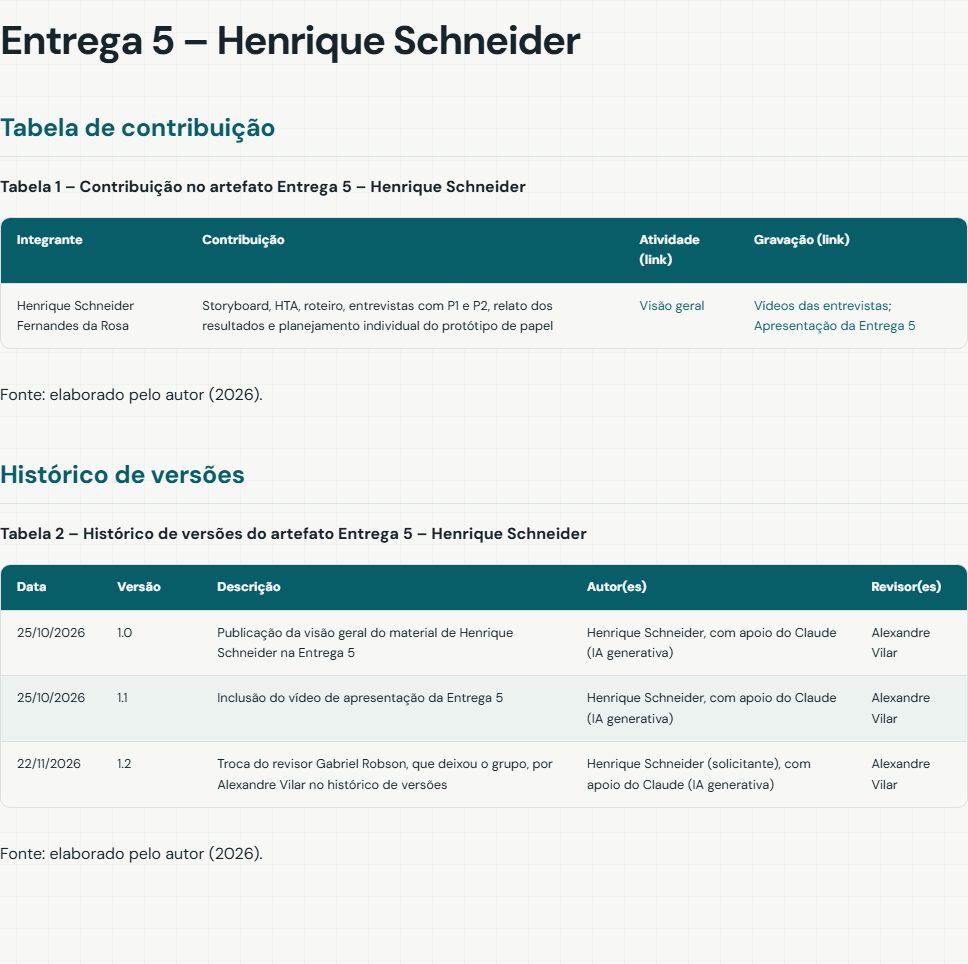 Entrega 5 – Henrique Schneider
Tabela de contribuição
Tabela 1 – Contribuição no artefato Entrega 5 – Henrique Schneider
Integrante Contribuição Atividade (link) Gravação (link)
Henrique Schneider Fernandes da Rosa
Storyboard, HTA, roteiro, entrevistas com P1 e P2, relato dos
resultados e planejamento individual do protótipo de papel
Visão geral
Vídeos das entrevistas;
Apresentação da Entrega 5
Fonte: elaborado pelo autor (2026).
Histórico de versões
Tabela 2 – Histórico de versões do artefato Entrega 5 – Henrique Schneider
Data Versão Descrição Autor(es) Revisor(es)
25/10/2026 1.0 Publicação da visão geral do material de Henrique
Schneider na Entrega 5
Henrique Schneider, com apoio do Claude
(IA generativa)
Alexandre
Vilar
25/10/2026 1.1 Inclusão do vídeo de apresentação da Entrega 5
Henrique Schneider, com apoio do Claude
(IA generativa)
Alexandre
Vilar
22/11/2026 1.2 Troca do revisor Gabriel Robson, que deixou o grupo, por
Alexandre Vilar no histórico de versões
Henrique Schneider (solicitante), com
apoio do Claude (IA generativa)
Alexandre
Vilar
Fonte: elaborado pelo autor (2026).